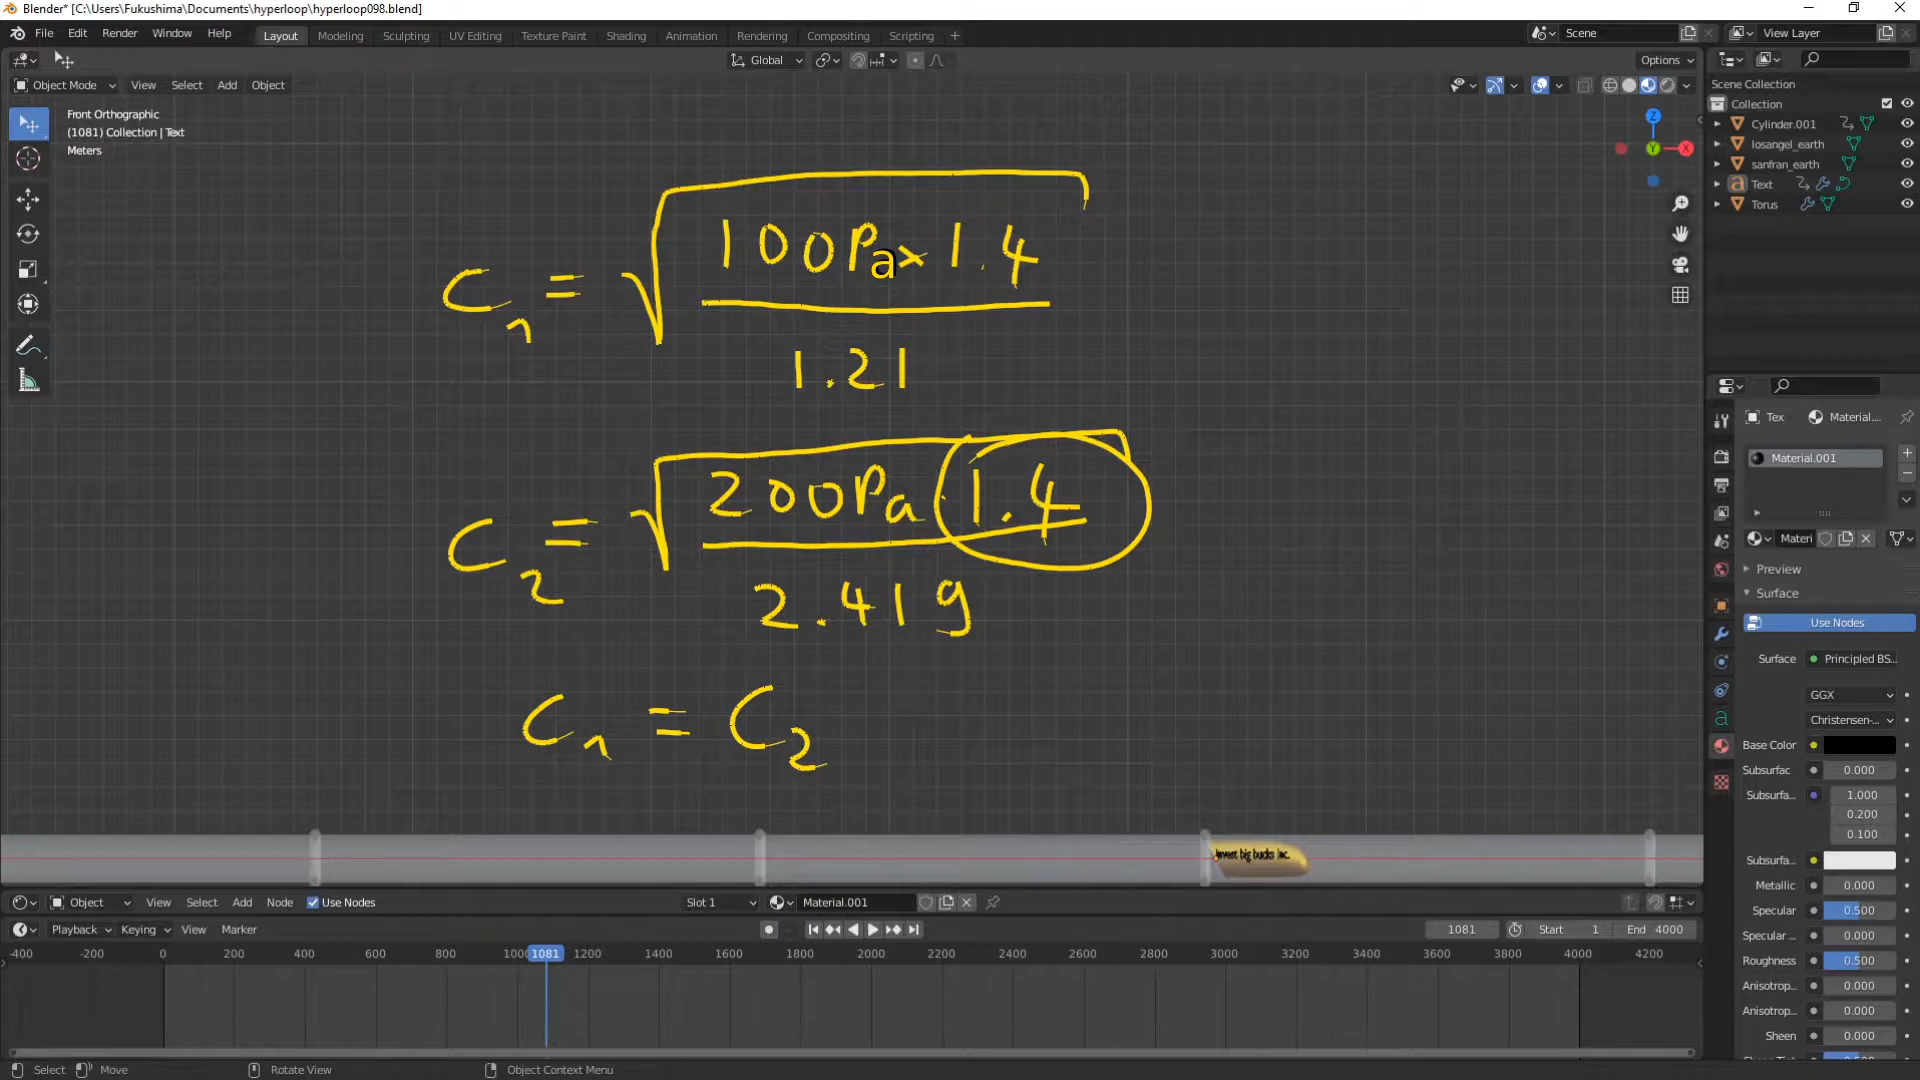 Blender* [C:\Users\Fukushima\Documents\hyperloop\hyperloop098.blend]
File Edit Render Window Help Layout Modeling Sculpting UV Editing Texture Paint Shading Animation Rendering Compositing Scripting + Scene View Layer
Global Options
Object Mode View Select Add Object
Front Orthographic
(1081) Collection | Text
Meters
Z
Y
X
C1 = √ 100Pax 1.4
1.21
C2 = √ 200Pa 1.4
2.41g
C1 = C2
Invest big bucks Inc.
Scene Collection
Collection
Cylinder.001
losangel_earth
sanfran_earth
Text
Torus
Tex Material....
Material.001
Materi
Preview
Surface
Use Nodes
Surface Principled BS...
GGX
Christensen-...
Base Color
Subsurfac 0.000
Subsurfa... 1.000
0.200
0.100
Subsurfa...
Metallic 0.000
Specular 0.500
Specular ... 0.000
Roughness 0.500
Anisotrop... 0.000
Anisotrop... 0.000
Sheen 0.000
Object View Select Add Node Use Nodes Slot 1 Material.001
Playback Keying View Marker 1081 Start 1 End 4000
-400 -200 0 200 400 600 800 1000 1081 1200 1400 1600 1800 2000 2200 2400 2600 2800 3000 3200 3400 3600 3800 4000 4200
Select Move Rotate View Object Context Menu